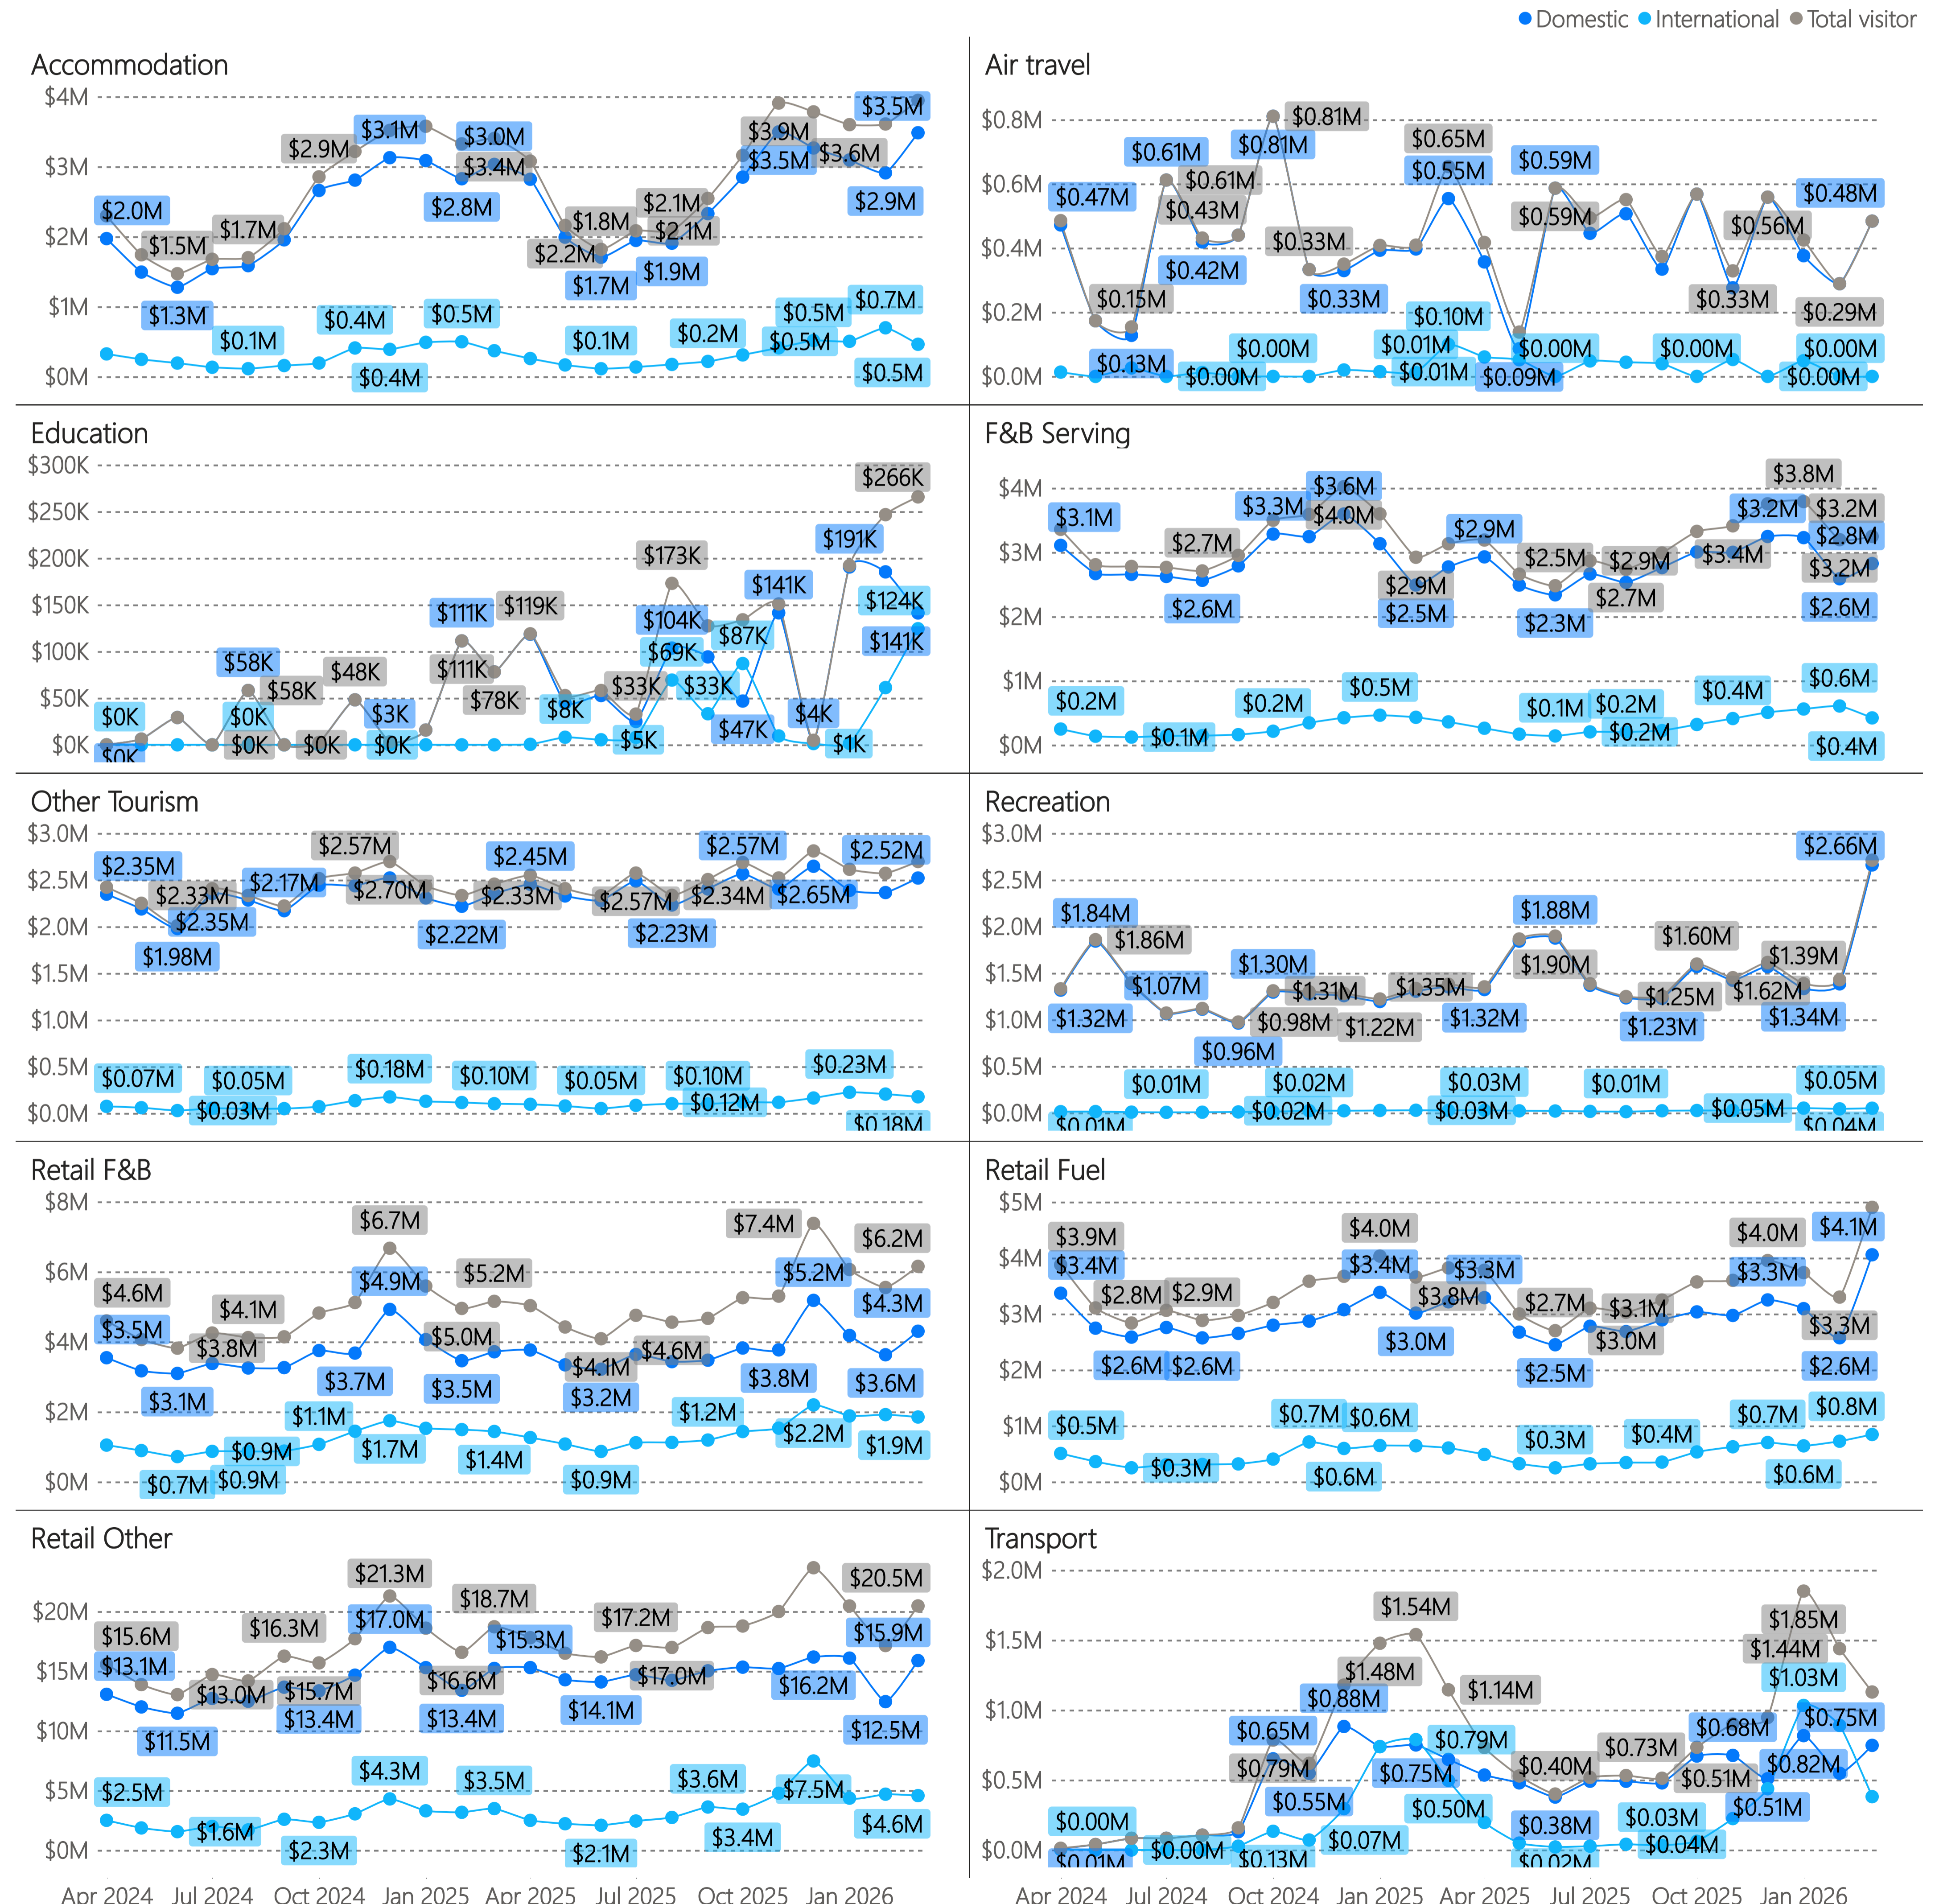 Domestic International Total visitor
Accommodation
$4M
$3M
$2M
$1M
$0M
$2.0M
$1.5M
$1.3M
$1.7M
$0.1M
$2.9M
$3.1M
$0.4M
$0.4M
$3.0M
$3.4M
$2.8M
$0.5M
$2.2M
$1.8M
$1.7M
$0.1M
$2.1M
$2.1M
$1.9M
$0.2M
$3.9M
$3.5M
$3.6M
$0.5M
$0.5M
$3.5M
$2.9M
$0.7M
$0.5M
Air travel
$0.8M
$0.6M
$0.4M
$0.2M
$0.0M
$0.47M
$0.15M
$0.13M
$0.61M
$0.61M
$0.43M
$0.42M
$0.00M
$0.81M
$0.81M
$0.33M
$0.33M
$0.00M
$0.65M
$0.55M
$0.10M
$0.01M
$0.01M
$0.59M
$0.59M
$0.00M
$0.09M
$0.56M
$0.33M
$0.00M
$0.48M
$0.29M
$0.00M
$0.00M
Education
$300K
$250K
$200K
$150K
$100K
$50K
$0K
$0K
$0K
$58K
$58K
$0K
$0K
$48K
$0K
$3K
$0K
$111K
$111K
$119K
$78K
$8K
$33K
$5K
$173K
$104K
$69K
$33K
$87K
$47K
$141K
$4K
$191K
$1K
$266K
$124K
$141K
F&B Serving
$4M
$3M
$2M
$1M
$0M
$3.1M
$0.2M
$2.7M
$2.6M
$0.1M
$3.3M
$0.2M
$3.6M
$4.0M
$0.5M
$2.9M
$2.5M
$2.9M
$2.5M
$2.3M
$0.1M
$2.9M
$2.7M
$0.2M
$0.2M
$3.4M
$0.4M
$3.8M
$3.2M
$3.2M
$2.8M
$3.2M
$2.6M
$0.6M
$0.4M
Other Tourism
$3.0M
$2.5M
$2.0M
$1.5M
$1.0M
$0.5M
$0.0M
$2.35M
$2.33M
$2.35M
$1.98M
$2.17M
$2.57M
$2.70M
$2.45M
$2.33M
$2.22M
$2.57M
$2.23M
$2.57M
$2.34M
$2.65M
$2.52M
$0.07M
$0.05M
$0.03M
$0.18M
$0.10M
$0.05M
$0.10M
$0.12M
$0.23M
$0.18M
Recreation
$3.0M
$2.5M
$2.0M
$1.5M
$1.0M
$0.5M
$0.0M
$1.84M
$1.86M
$1.32M
$1.07M
$1.30M
$1.31M
$0.98M
$0.96M
$1.22M
$1.35M
$1.32M
$1.88M
$1.90M
$1.60M
$1.25M
$1.23M
$1.39M
$1.62M
$1.34M
$2.66M
$0.01M
$0.01M
$0.02M
$0.02M
$0.03M
$0.03M
$0.01M
$0.05M
$0.05M
$0.04M
Retail F&B
$8M
$6M
$4M
$2M
$0M
$4.6M
$3.5M
$3.1M
$4.1M
$3.8M
$6.7M
$4.9M
$3.7M
$5.2M
$5.0M
$3.5M
$4.1M
$3.2M
$4.6M
$7.4M
$5.2M
$3.8M
$6.2M
$4.3M
$3.6M
$0.7M
$0.9M
$0.9M
$1.1M
$1.7M
$1.4M
$0.9M
$1.2M
$2.2M
$1.9M
Retail Fuel
$5M
$4M
$3M
$2M
$1M
$0M
$3.9M
$3.4M
$2.8M
$2.9M
$2.6M
$2.6M
$4.0M
$3.4M
$3.3M
$3.8M
$3.0M
$2.7M
$2.5M
$3.1M
$3.0M
$4.0M
$3.3M
$4.1M
$3.3M
$2.6M
$0.5M
$0.3M
$0.7M
$0.6M
$0.6M
$0.3M
$0.4M
$0.7M
$0.6M
$0.8M
Retail Other
$20M
$15M
$10M
$5M
$0M
$15.6M
$13.1M
$11.5M
$13.0M
$16.3M
$15.7M
$13.4M
$21.3M
$17.0M
$18.7M
$16.6M
$13.4M
$15.3M
$17.2M
$14.1M
$17.0M
$16.2M
$20.5M
$15.9M
$12.5M
$2.5M
$1.6M
$2.3M
$4.3M
$3.5M
$2.1M
$3.6M
$3.4M
$7.5M
$4.6M
Transport
$2.0M
$1.5M
$1.0M
$0.5M
$0.0M
$0.00M
$0.01M
$0.00M
$0.65M
$0.79M
$0.13M
$0.55M
$0.88M
$0.07M
$1.54M
$1.48M
$1.14M
$0.79M
$0.75M
$0.50M
$0.40M
$0.38M
$0.02M
$0.73M
$0.03M
$0.04M
$0.68M
$0.51M
$0.51M
$1.85M
$1.44M
$1.03M
$0.75M
$0.82M
Apr 2024 Jul 2024 Oct 2024 Jan 2025 Apr 2025 Jul 2025 Oct 2025 Jan 2026
Apr 2024 Jul 2024 Oct 2024 Jan 2025 Apr 2025 Jul 2025 Oct 2025 Jan 2026